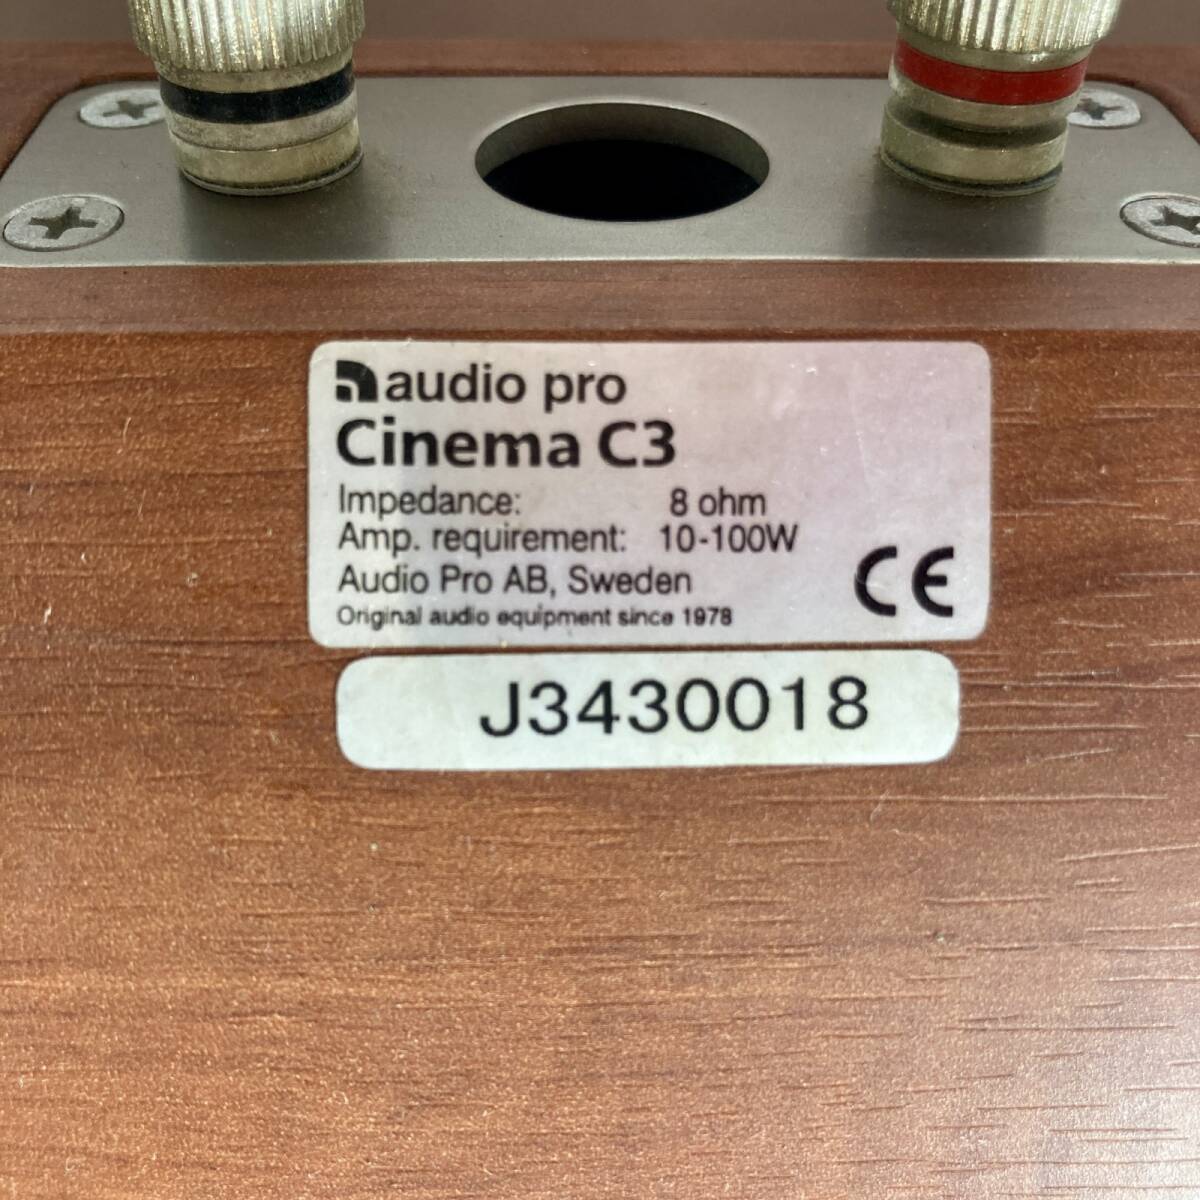 audio pro
Cinema C3
Impedance: 8 ohm
Amp. requirement: 10-100W
Audio Pro AB, Sweden
Original audio equipment since 1978
CE
J3430018